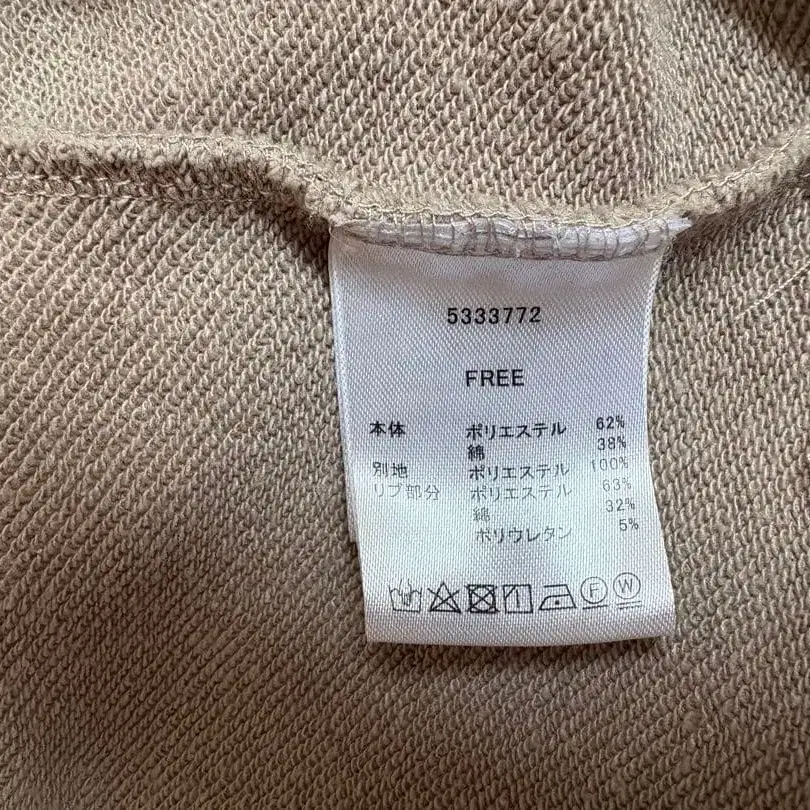 5333772
FREE
本体 ポリエステル 62%
綿 38%
別地 ポリエステル 100%
リブ部分 ポリエステル 63%
綿 32%
ポリウレタン 5%
F W